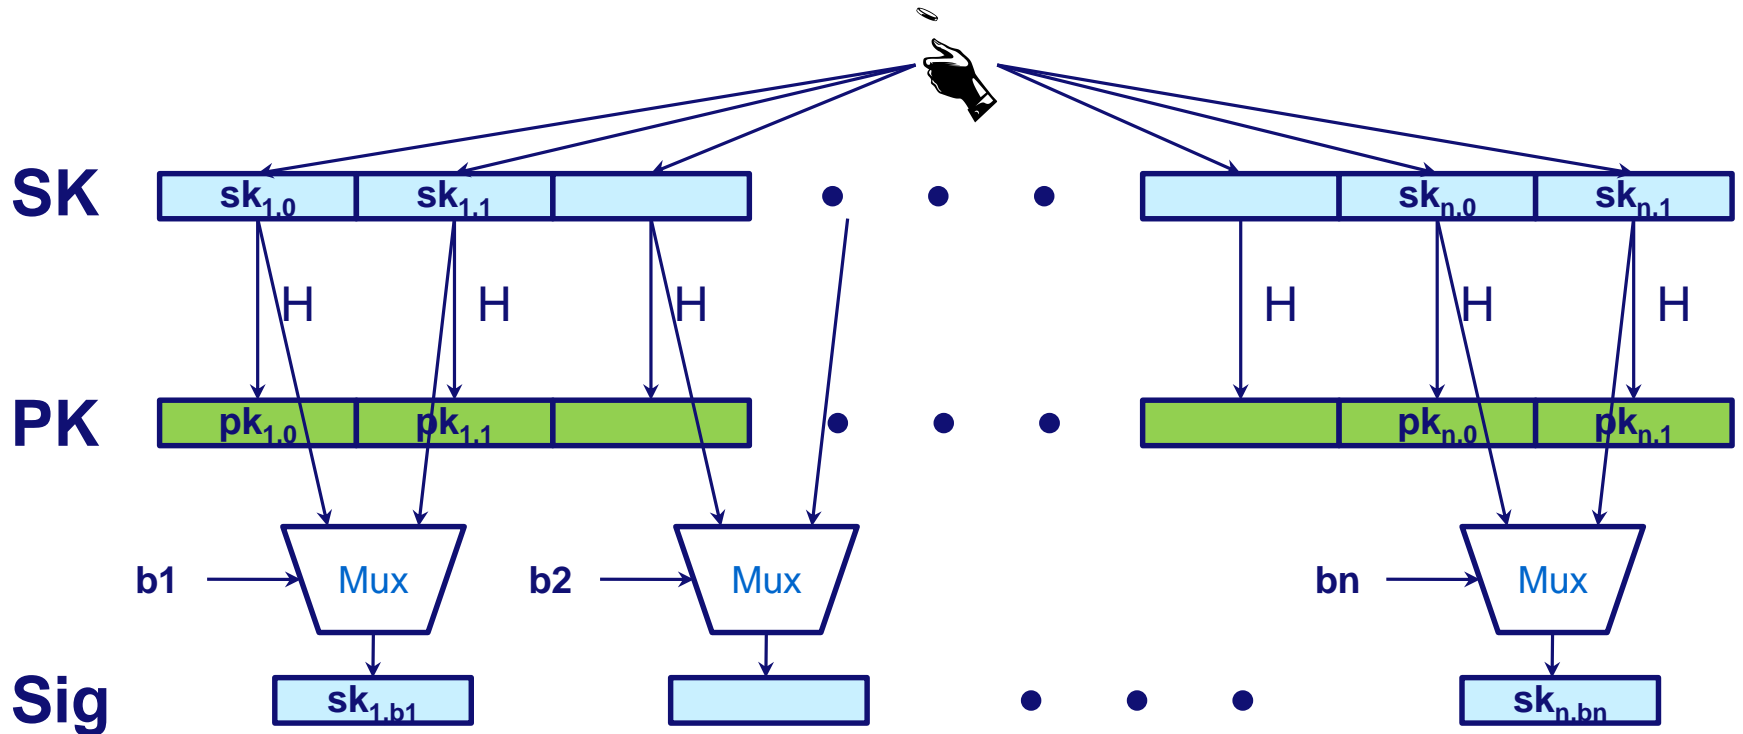 SK sk1,0 sk1,1 skn,0 skn,1
H H H H H H
PK pk1,0 pk1,1 pkn,0 pkn,1
b1 Mux b2 Mux bn Mux
Sig sk1,b1 skn,bn